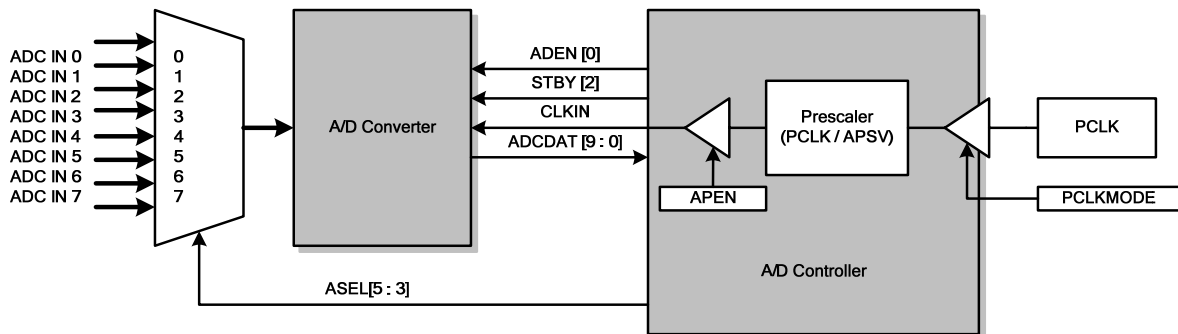 ADC IN 0
ADC IN 1
ADC IN 2
ADC IN 3
ADC IN 4
ADC IN 5
ADC IN 6
ADC IN 7
0
1
2
3
4
5
6
7
A/D Converter
ADEN [0]
STBY [2]
CLKIN
ADCDAT [9 : 0]
ASEL[5 : 3]
APEN
Prescaler
(PCLK / APSV)
A/D Controller
PCLK
PCLKMODE